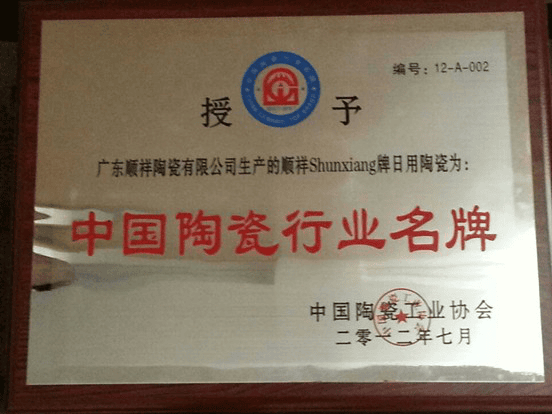 编号：12-A-002
授 予
广东顺祥陶瓷有限公司生产的顺祥Shunxiang牌日用陶瓷为：
中国陶瓷行业名牌
中国陶瓷工业协会
二零一二年七月